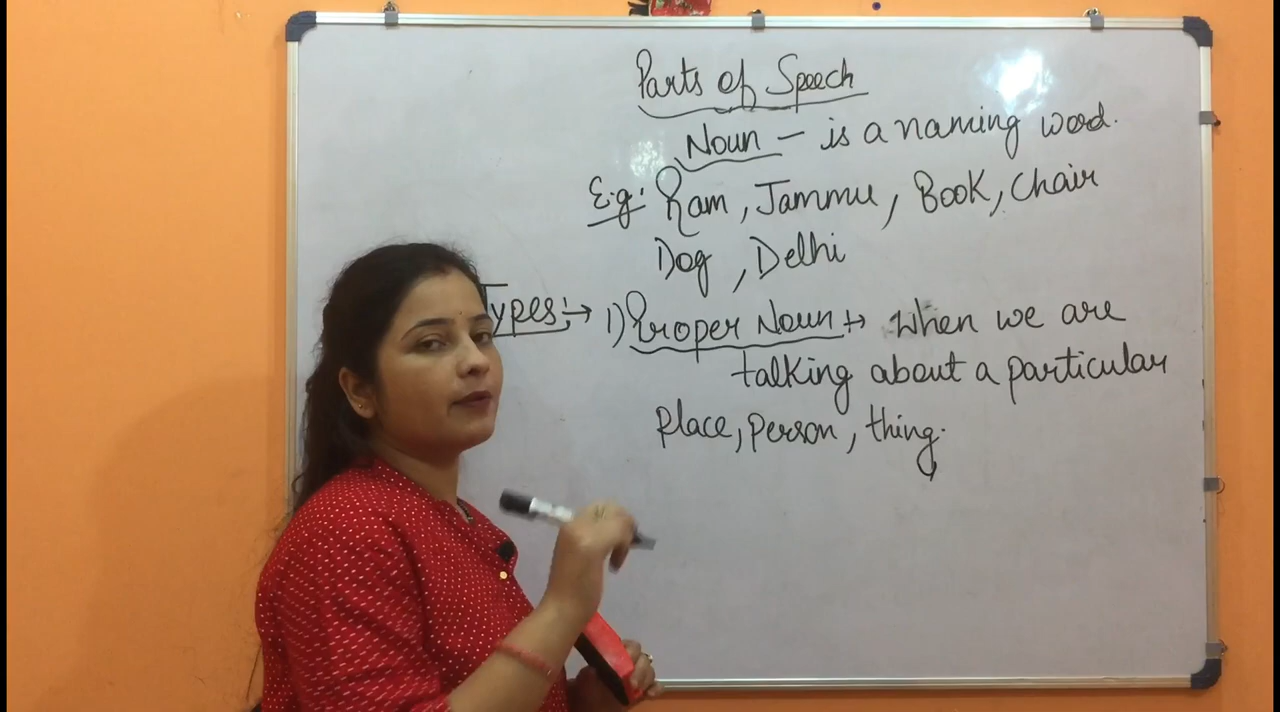 Parts of Speech
Noun – is a naming word.
E.g: Ram, Jammu, Book, Chair
Dog, Delhi
Types:→ 1) Proper Noun → When we are
talking about a particular
Place, Person, thing.